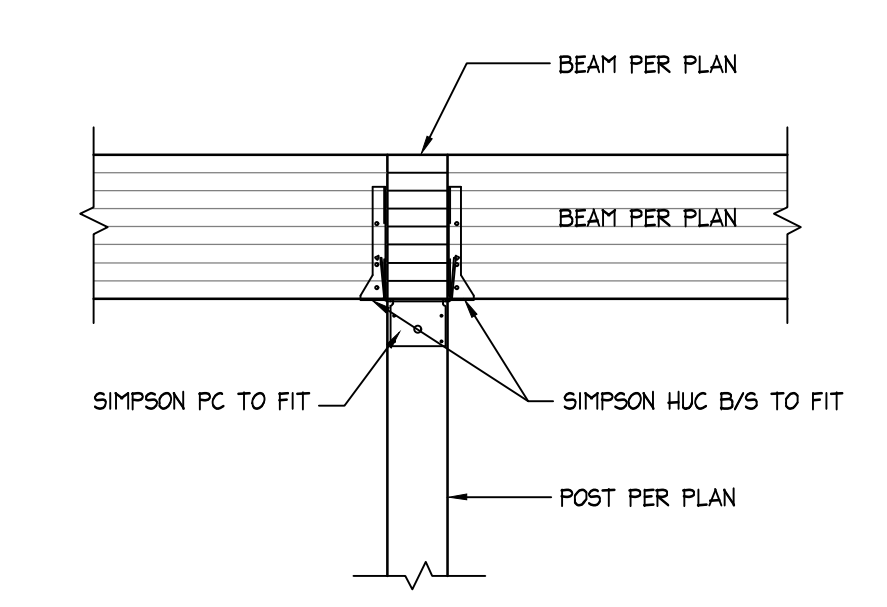 BEAM PER PLAN
BEAM PER PLAN
SIMPSON PC TO FIT
SIMPSON HUC B/S TO FIT
POST PER PLAN